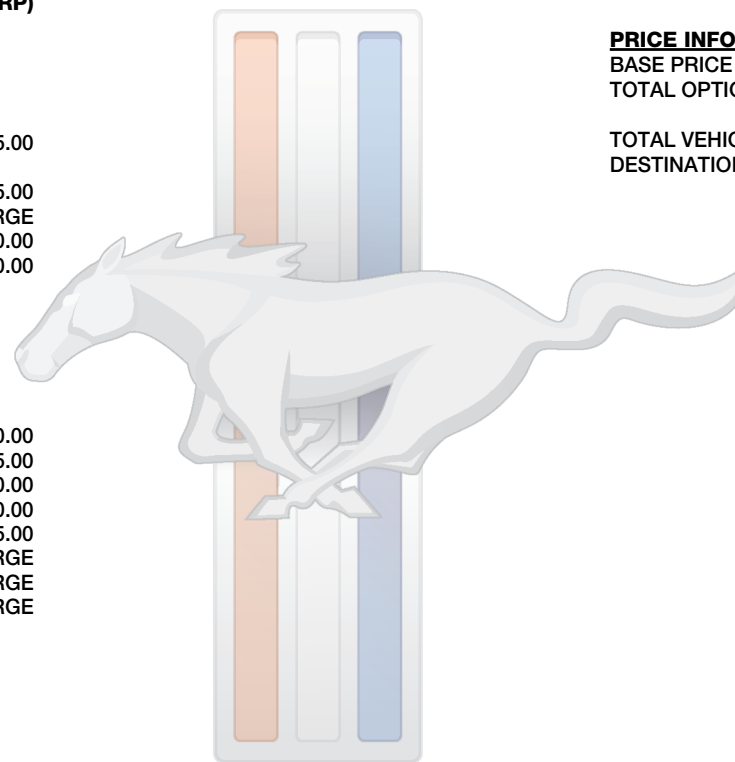 RP)
5.00
5.00
RGE
0.00
0.00
0.00
5.00
0.00
0.00
5.00
RGE
RGE
RGE
PRICE INFO
BASE PRICE
TOTAL OPTIO
TOTAL VEHIC
DESTINATION